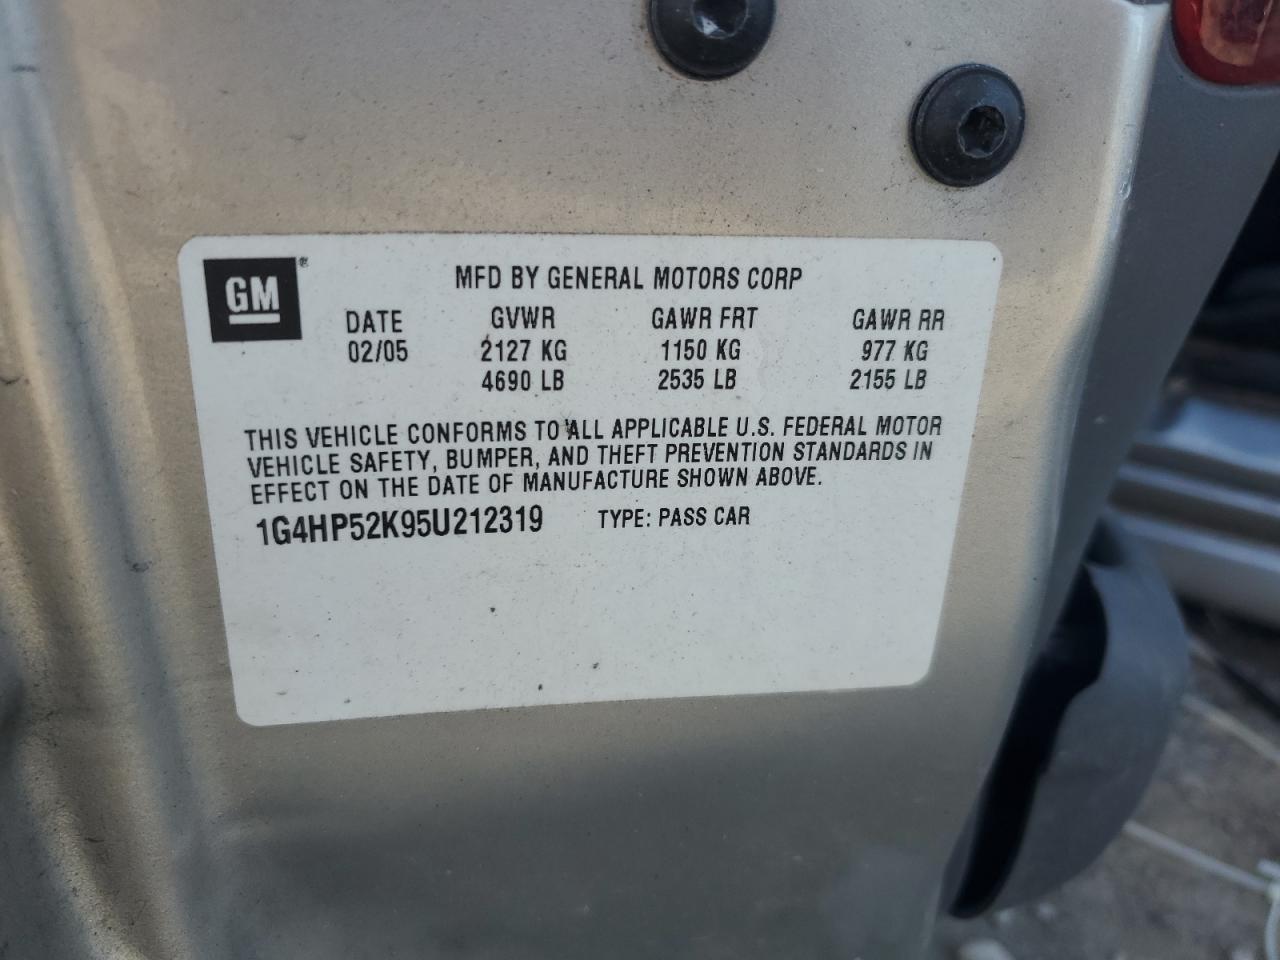 GM®
MFD BY GENERAL MOTORS CORP
DATE GVWR GAWR FRT GAWR RR
02/05 2127 KG 1150 KG 977 KG
4690 LB 2535 LB 2155 LB
THIS VEHICLE CONFORMS TO ALL APPLICABLE U.S. FEDERAL MOTOR
VEHICLE SAFETY, BUMPER, AND THEFT PREVENTION STANDARDS IN
EFFECT ON THE DATE OF MANUFACTURE SHOWN ABOVE.
1G4HP52K95U212319 TYPE: PASS CAR